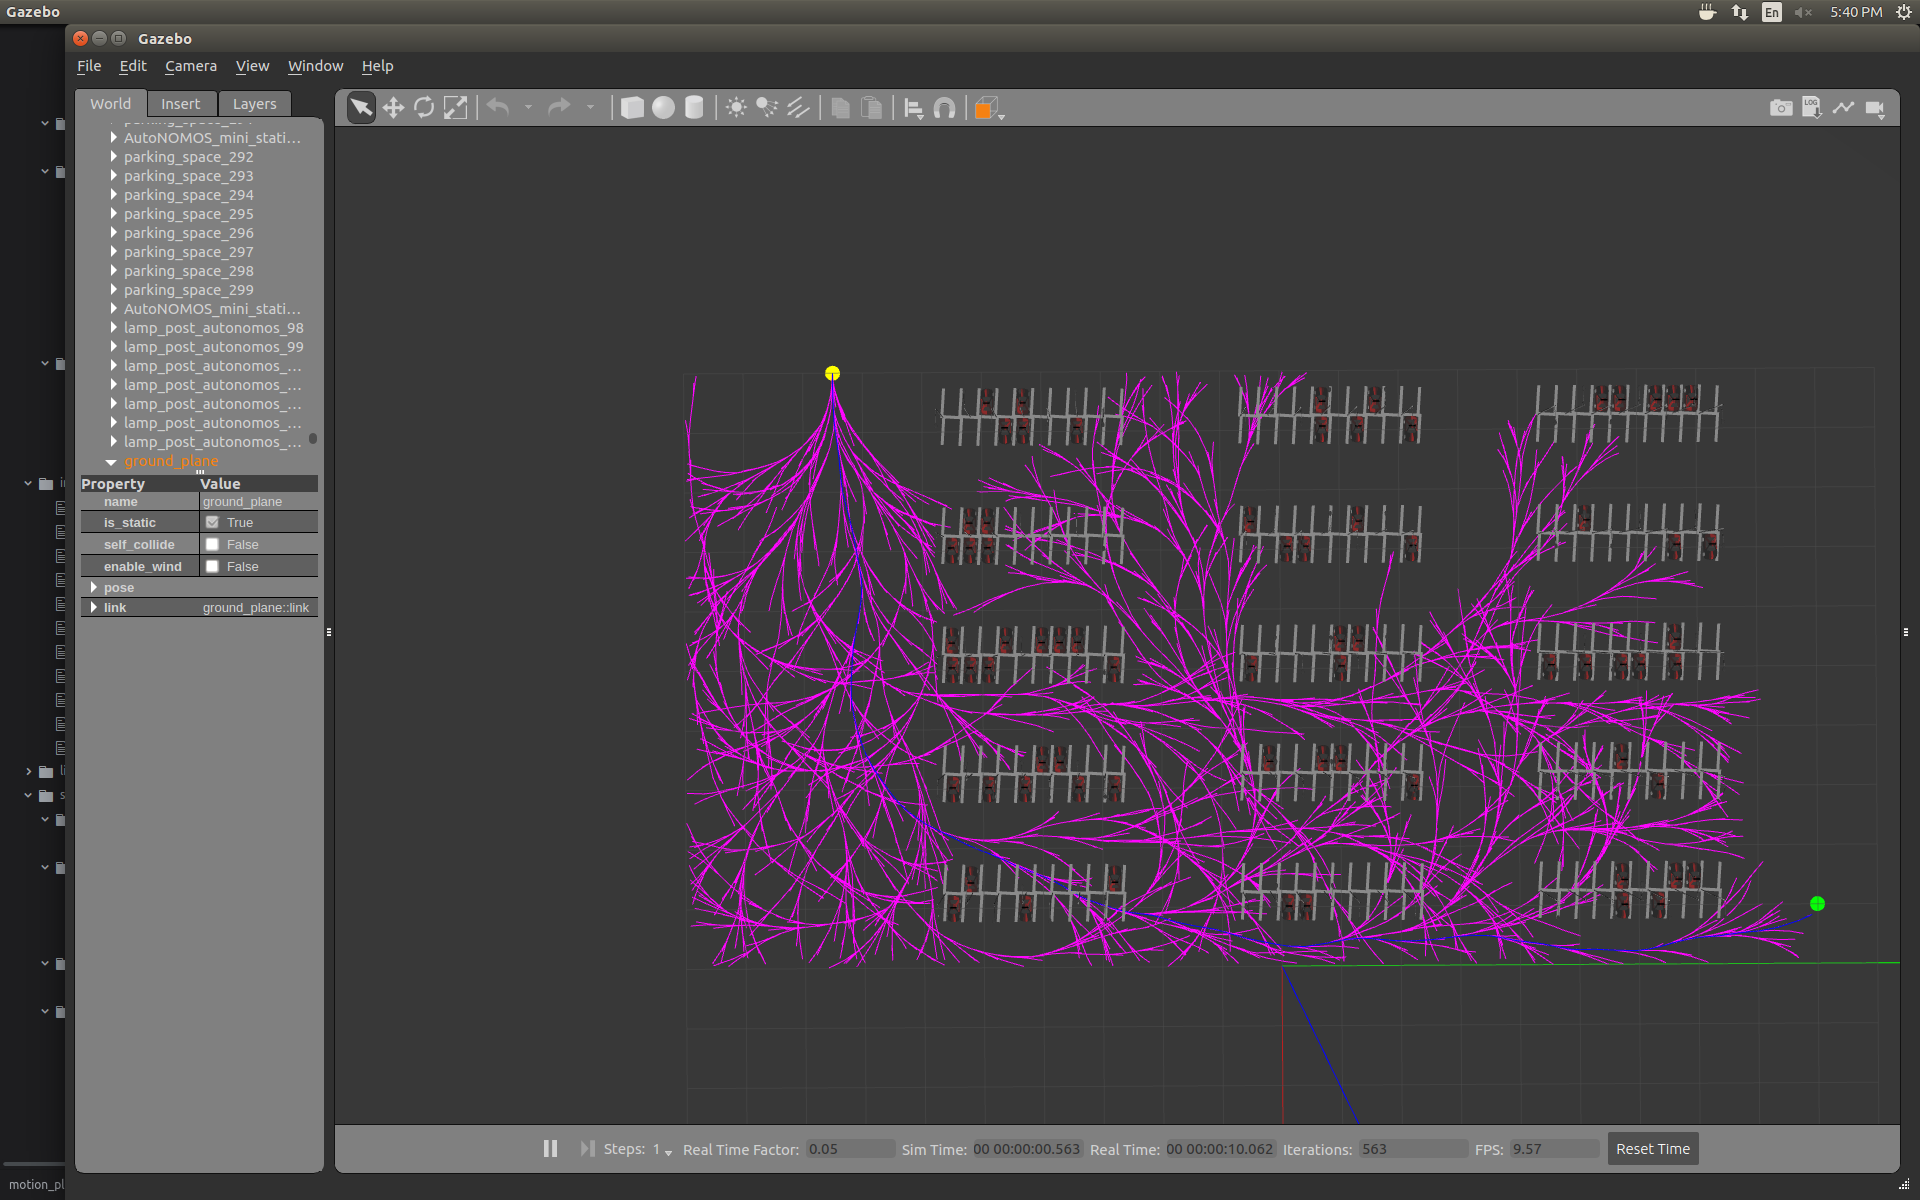 Gazebo
En
5:40 PM
Gazebo
File Edit Camera View Window Help
World Insert Layers
AutoNOMOS_mini_stati...
parking_space_292
parking_space_293
parking_space_294
parking_space_295
parking_space_296
parking_space_297
parking_space_298
parking_space_299
AutoNOMOS_mini_stati...
lamp_post_autonomos_98
lamp_post_autonomos_99
lamp_post_autonomos_...
lamp_post_autonomos_...
lamp_post_autonomos_...
lamp_post_autonomos_...
lamp_post_autonomos_...
ground_plane
Property Value
name ground_plane
is_static True
self_collide False
enable_wind False
pose
link ground_plane::link
LOG
Steps: 1 Real Time Factor: 0.05 Sim Time: 00 00:00:00.563 Real Time: 00 00:00:10.062 Iterations: 563 FPS: 9.57 Reset Time
motion_pl